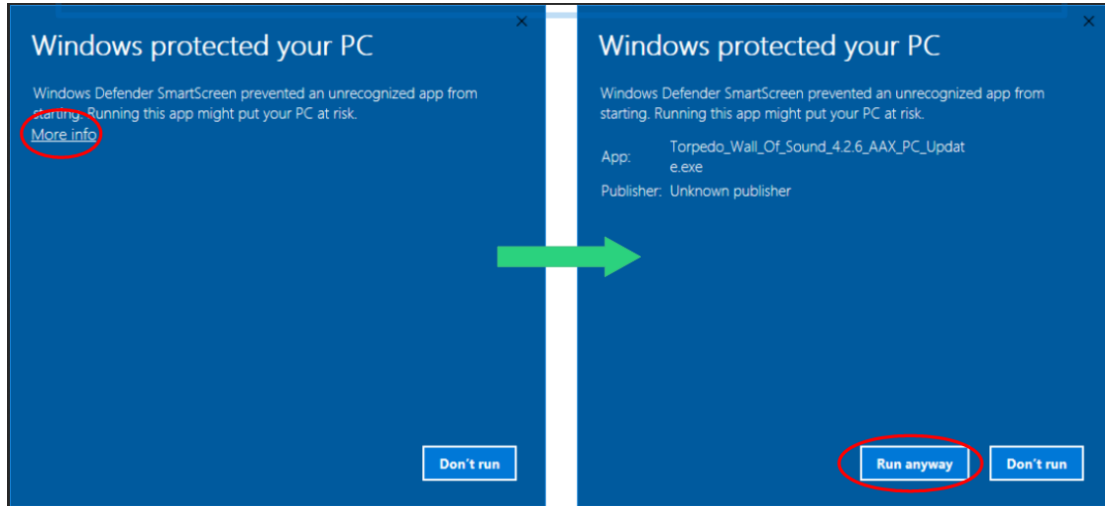 Windows protected your PC
Windows Defender SmartScreen prevented an unrecognized app from
starting. Running this app might put your PC at risk.
More info
Don't run
Windows protected your PC
Windows Defender SmartScreen prevented an unrecognized app from
starting. Running this app might put your PC at risk.
App: Torpedo_Wall_Of_Sound_4.2.6_AAX_PC_Updat
e.exe
Publisher: Unknown publisher
Run anyway Don't run